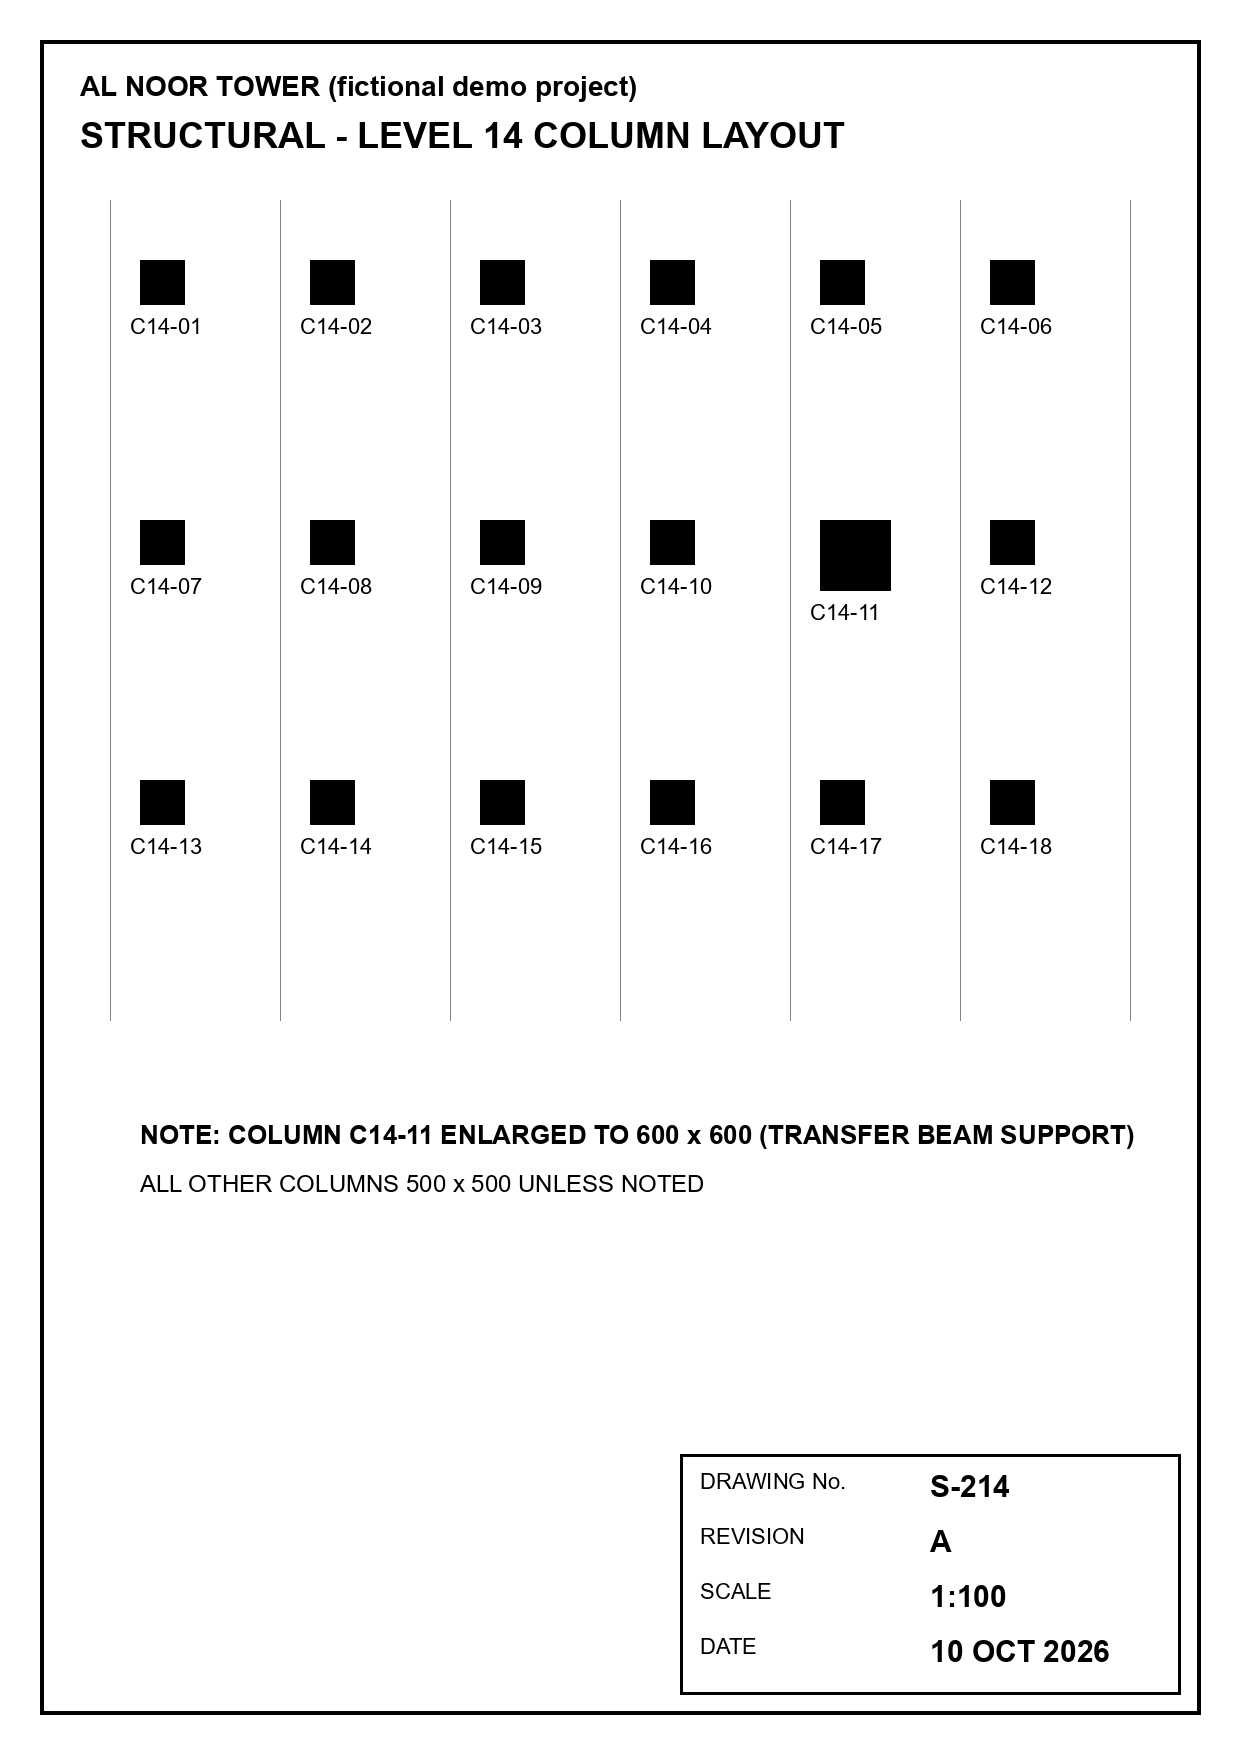 AL NOOR TOWER (fictional demo project)
STRUCTURAL - LEVEL 14 COLUMN LAYOUT
C14-01 C14-02 C14-03 C14-04 C14-05 C14-06
C14-07 C14-08 C14-09 C14-10 C14-11 C14-12
C14-13 C14-14 C14-15 C14-16 C14-17 C14-18
NOTE: COLUMN C14-11 ENLARGED TO 600 x 600 (TRANSFER BEAM SUPPORT)
ALL OTHER COLUMNS 500 x 500 UNLESS NOTED
DRAWING No. S-214
REVISION A
SCALE 1:100
DATE 10 OCT 2026